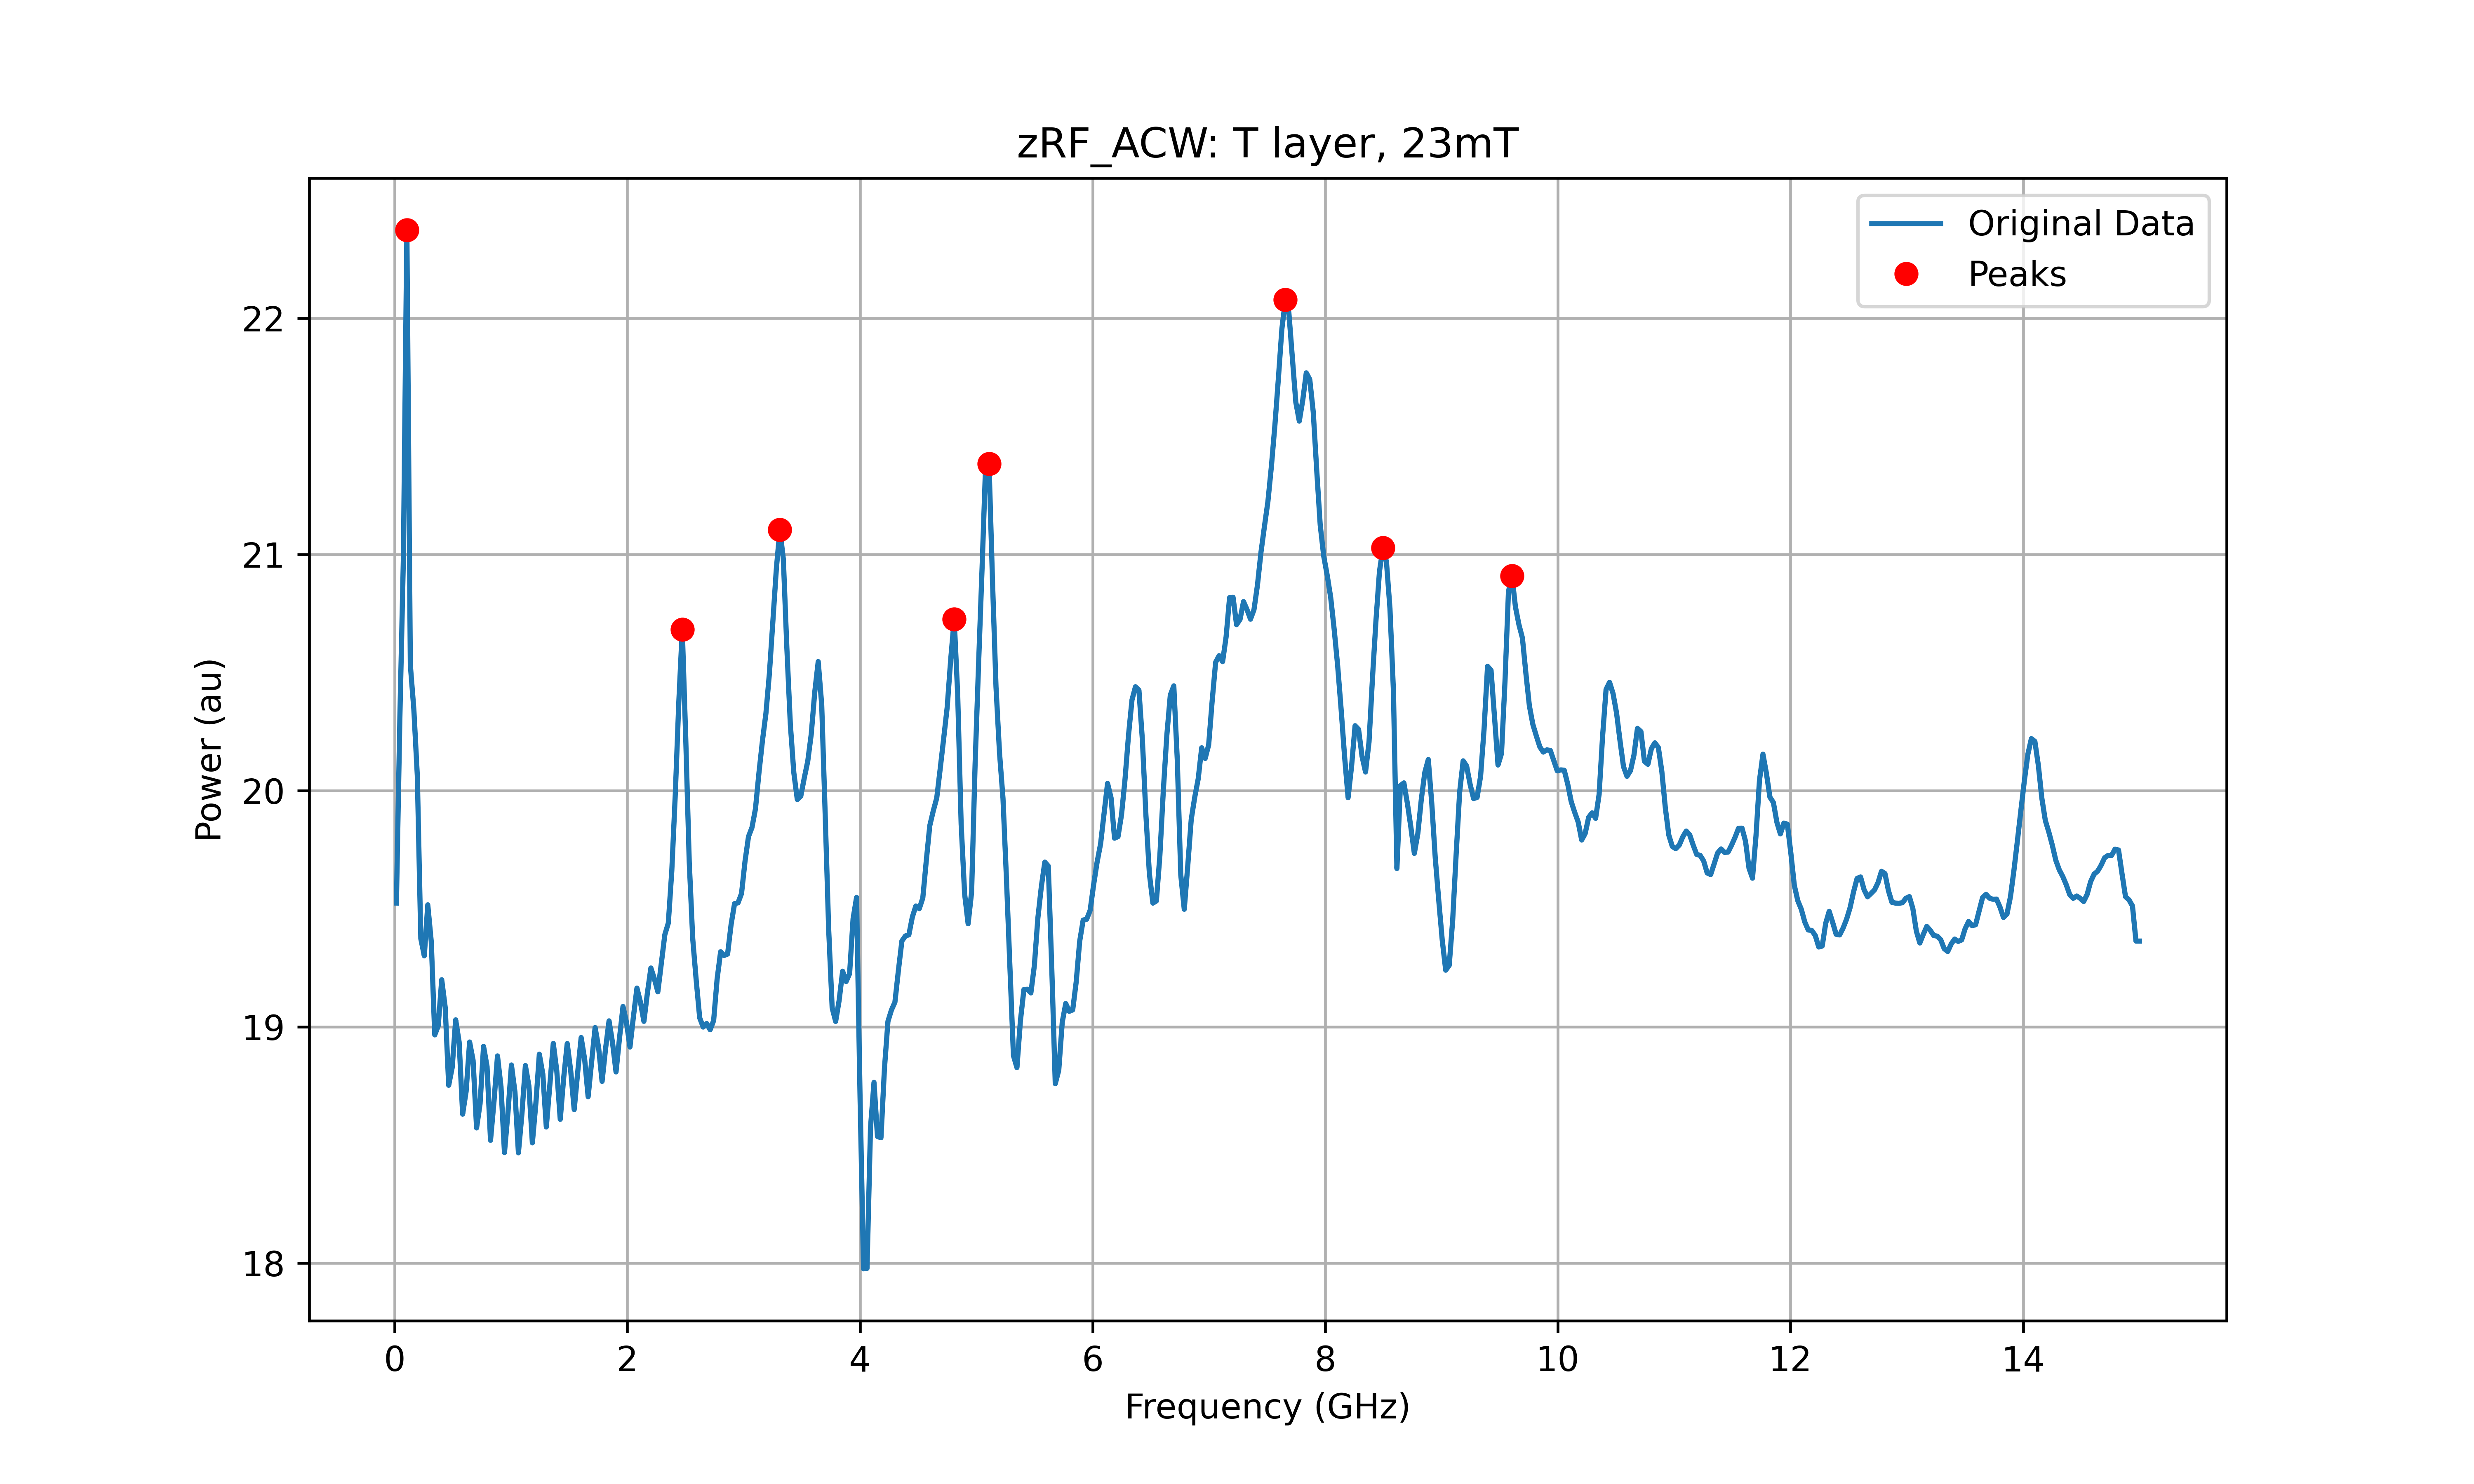 zRF_ACW: T layer, 23mT
Original Data
Peaks
Power (au)
22
21
20
19
18
0 2 4 6 8 10 12 14
Frequency (GHz)